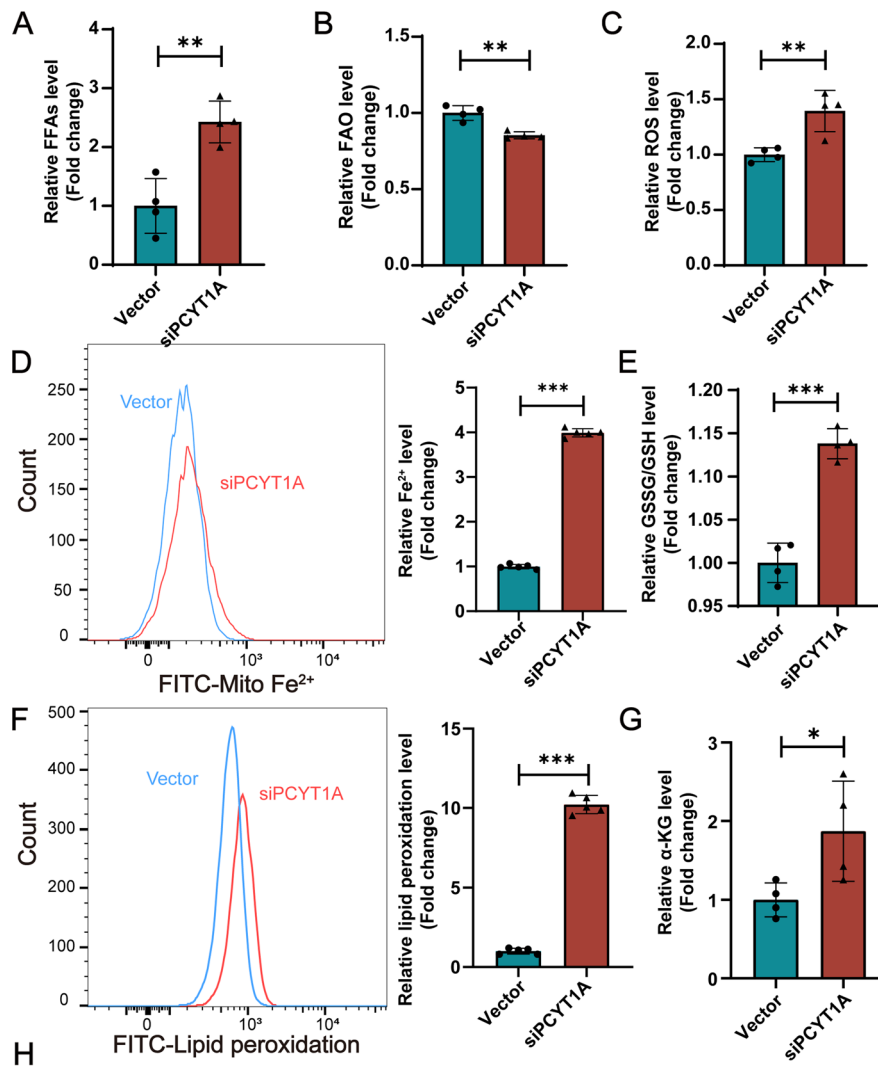 A
Relative FFAs level
(Fold change)
4
3
2
1
0
**
Vector
siPCYT1A
B
Relative FAO level
(Fold change)
1.5
1.0
0.5
0.0
**
Vector
siPCYT1A
C
Relative ROS level
(Fold change)
2.0
1.5
1.0
0.5
0.0
**
Vector
siPCYT1A
D
Count
250
200
150
100
50
0
Vector
siPCYT1A
0
10³
10⁴
FITC-Mito Fe²⁺
Relative Fe²⁺ level
(Fold change)
5
4
3
2
1
0
***
Vector
siPCYT1A
E
Relative GSSG/GSH level
(Fold change)
1.20
1.15
1.10
1.05
1.00
0.95
***
Vector
siPCYT1A
F
Count
500
400
300
200
100
0
Vector
siPCYT1A
0
10³
10⁴
FITC-Lipid peroxidation
Relative lipid peroxidation level
(Fold change)
15
10
5
0
***
Vector
siPCYT1A
G
Relative α-KG level
(Fold change)
3
2
1
0
*
Vector
siPCYT1A
H